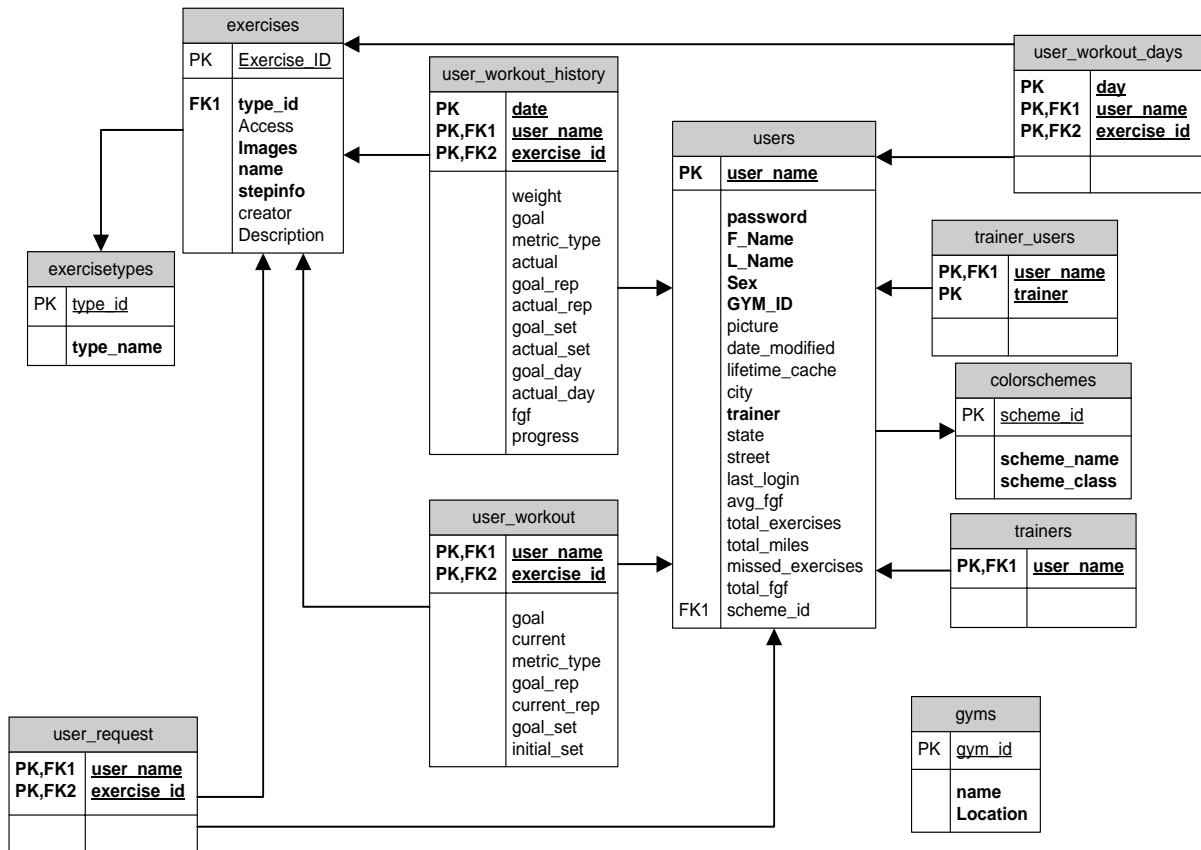 exercises
PK Exercise_ID
FK1 type_id
Access
Images
name
stepinfo
creator
Description
exercisetypes
PK type_id
type_name
user_workout_history
PK date
PK,FK1 user_name
PK,FK2 exercise_id
weight
goal
metric_type
actual
goal_rep
actual_rep
goal_set
actual_set
goal_day
actual_day
fgf
progress
user_workout
PK,FK1 user_name
PK,FK2 exercise_id
goal
current
metric_type
goal_rep
current_rep
goal_set
initial_set
user_request
PK,FK1 user_name
PK,FK2 exercise_id
users
PK user_name
password
F_Name
L_Name
Sex
GYM_ID
picture
date_modified
lifetime_cache
city
trainer
state
street
last_login
avg_fgf
total_exercises
total_miles
missed_exercises
total_fgf
FK1 scheme_id
user_workout_days
PK day
PK,FK1 user_name
PK,FK2 exercise_id
trainer_users
PK,FK1 user_name
PK trainer
colorschemes
PK scheme_id
scheme_name
scheme_class
trainers
PK,FK1 user_name
gyms
PK gym_id
name
Location